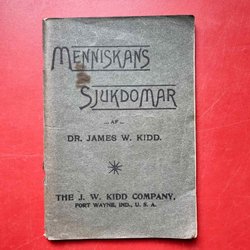 MENNISKANS
SJUKDOMAR
... AF ...
DR. JAMES W. KIDD.
THE J. W. KIDD COMPANY,
FORT WAYNE, IND., U. S. A.